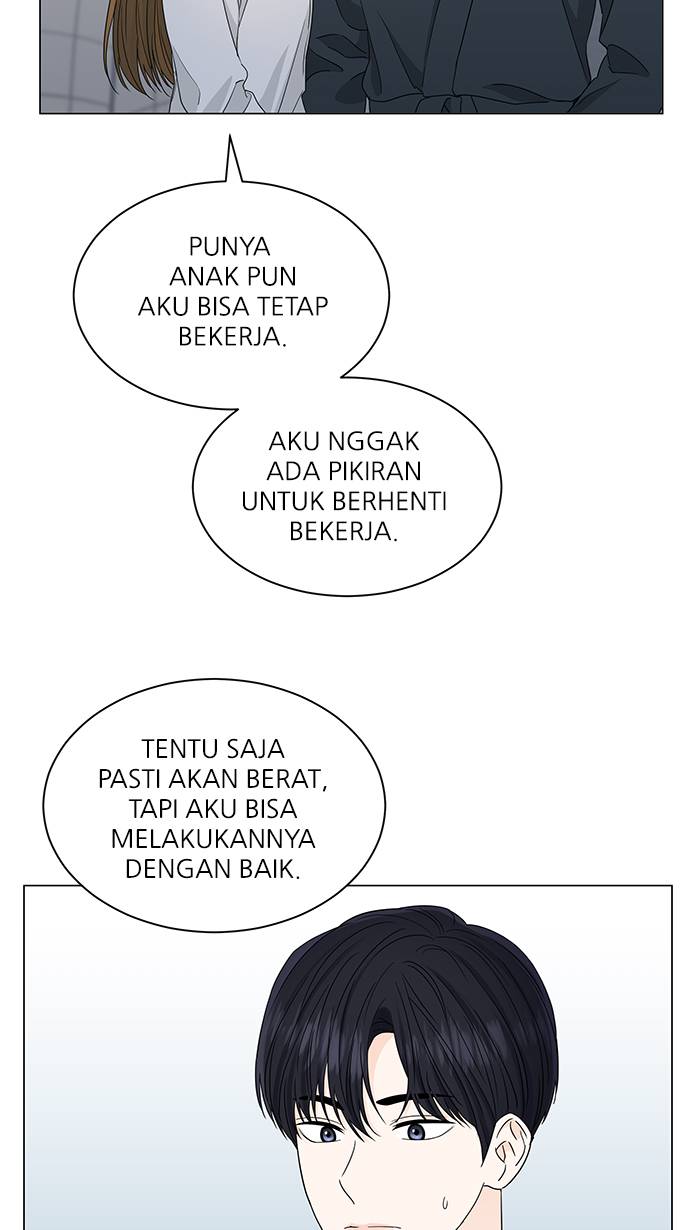 PUNYA
ANAK PUN
AKU BISA TETAP
BEKERJA.
AKU NGGAK
ADA PIKIRAN
UNTUK BERHENTI
BEKERJA.
TENTU SAJA
PASTI AKAN BERAT,
TAPI AKU BISA
MELAKUKANNYA
DENGAN BAIK.